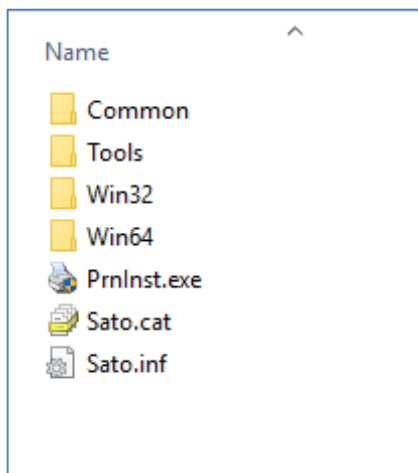 Name
Common
Tools
Win32
Win64
PrnInst.exe
Sato.cat
Sato.inf